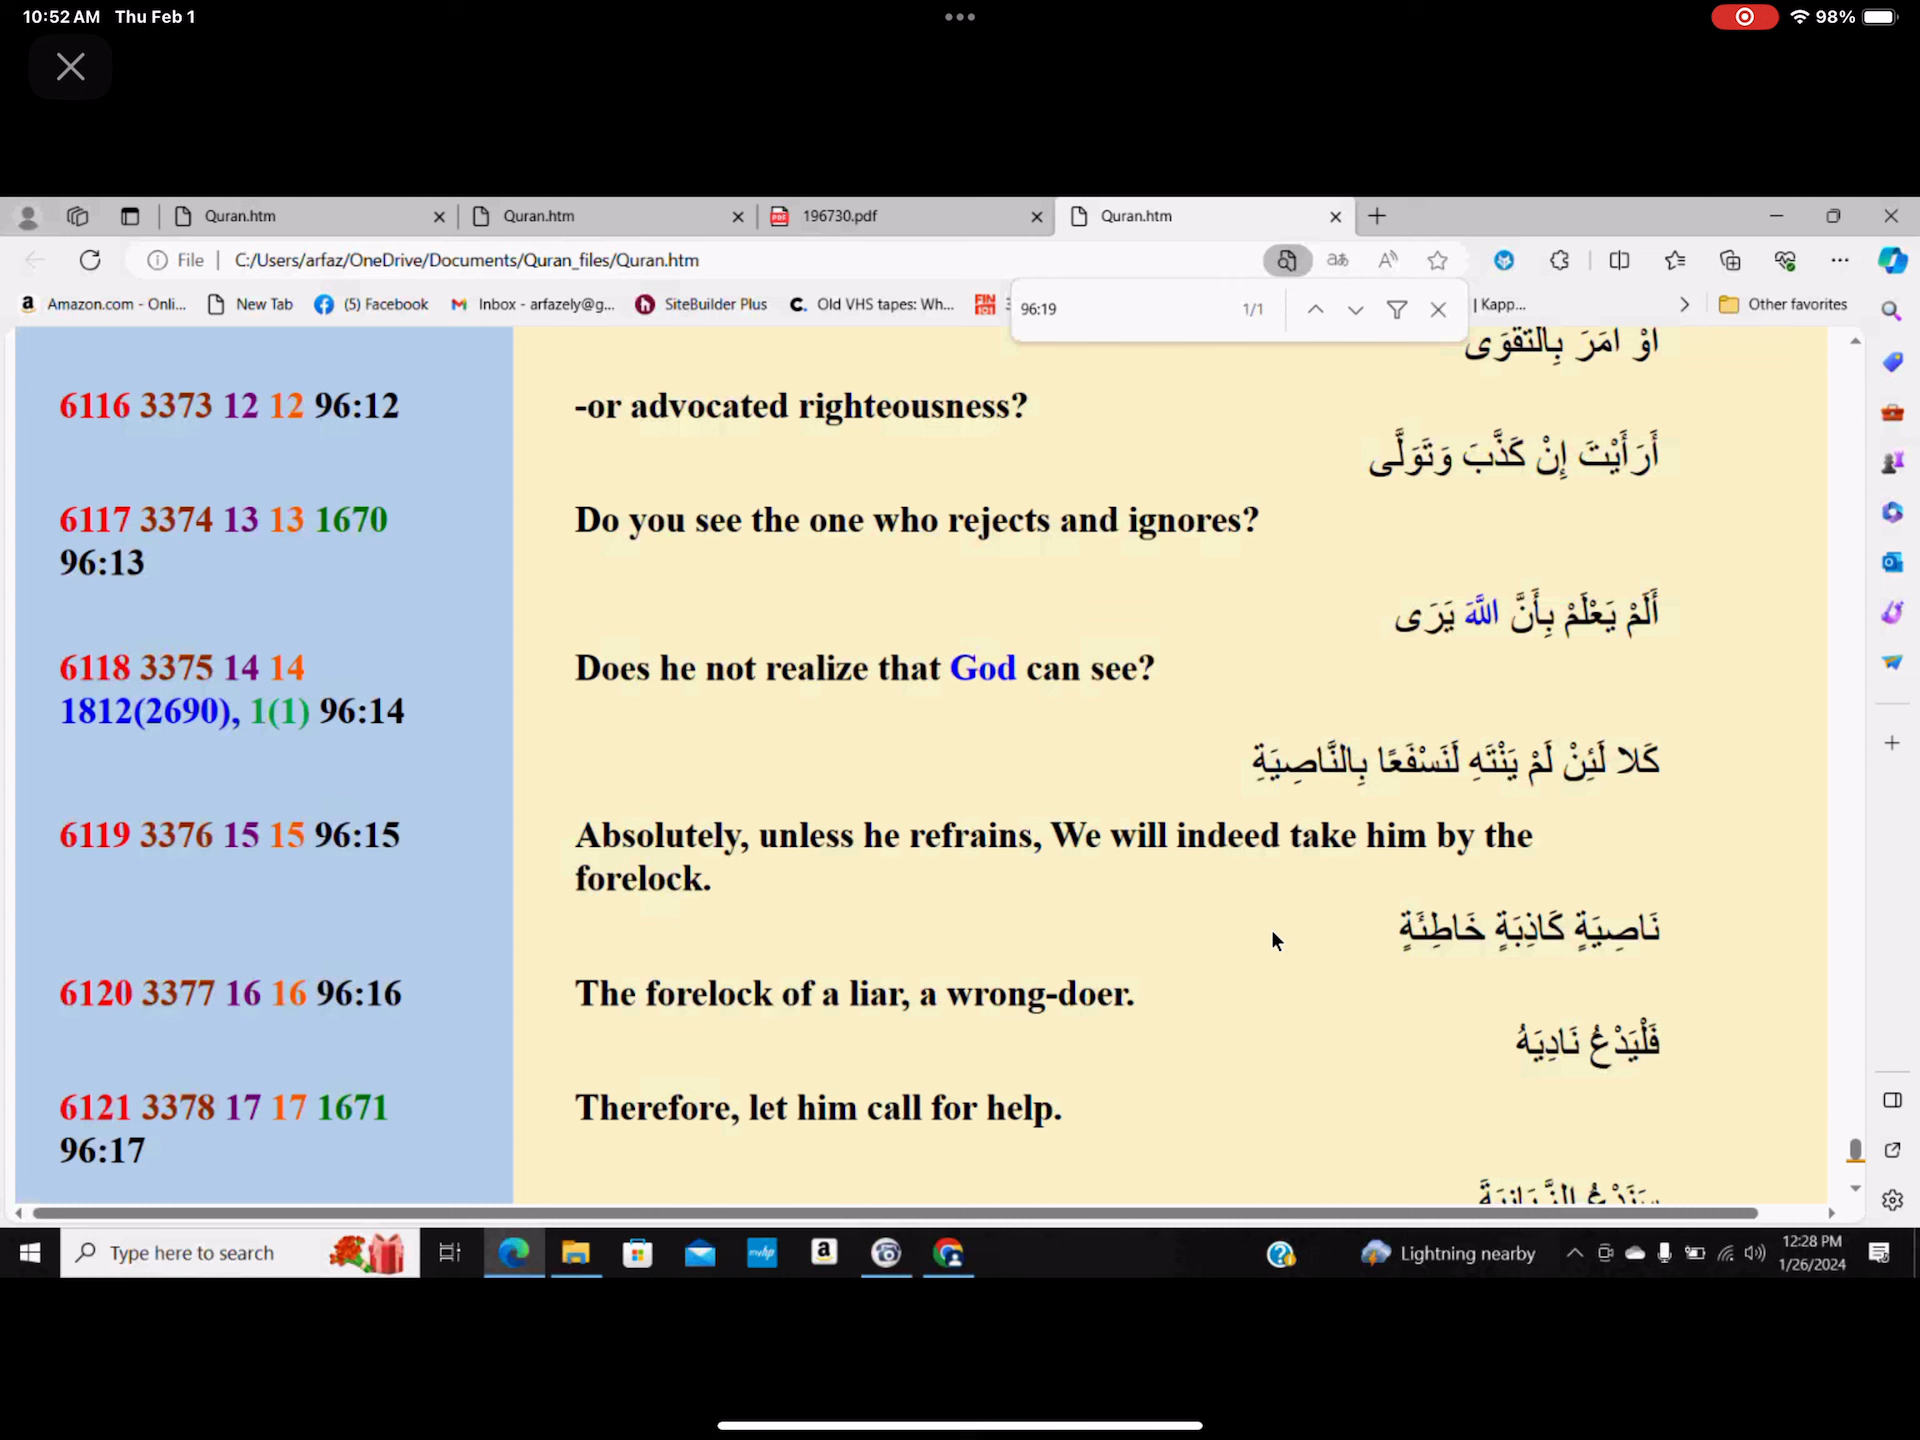 10:52 AM Thu Feb 1
98%
Quran.htm
Quran.htm
196730.pdf
Quran.htm
File C:/Users/arfaz/OneDrive/Documents/Quran_files/Quran.htm
Amazon.com - Onli...
New Tab
(5) Facebook
Inbox - arfazely@g...
SiteBuilder Plus
Old VHS tapes: Wh...
96:19 1/1
| Kapp...
Other favorites
أَوْ أَمَرَ بِالتَّقْوَى
6116 3373 12 12 96:12
-or advocated righteousness?
أَرَأَيْتَ إِنْ كَذَّبَ وَتَوَلَّى
6117 3374 13 13 1670
96:13
Do you see the one who rejects and ignores?
أَلَمْ يَعْلَمْ بِأَنَّ اللَّهَ يَرَى
6118 3375 14 14
1812(2690), 1(1) 96:14
Does he not realize that God can see?
كَلا لَئِنْ لَمْ يَنْتَهِ لَنَسْفَعًا بِالنَّاصِيَةِ
6119 3376 15 15 96:15
Absolutely, unless he refrains, We will indeed take him by the
forelock.
نَاصِيَةٍ كَاذِبَةٍ خَاطِئَةٍ
6120 3377 16 16 96:16
The forelock of a liar, a wrong-doer.
فَلْيَدْعُ نَادِيَهُ
6121 3378 17 17 1671
96:17
Therefore, let him call for help.
سَنَدْعُ الزَّبَانِيَةَ
Type here to search
Lightning nearby
12:28 PM
1/26/2024